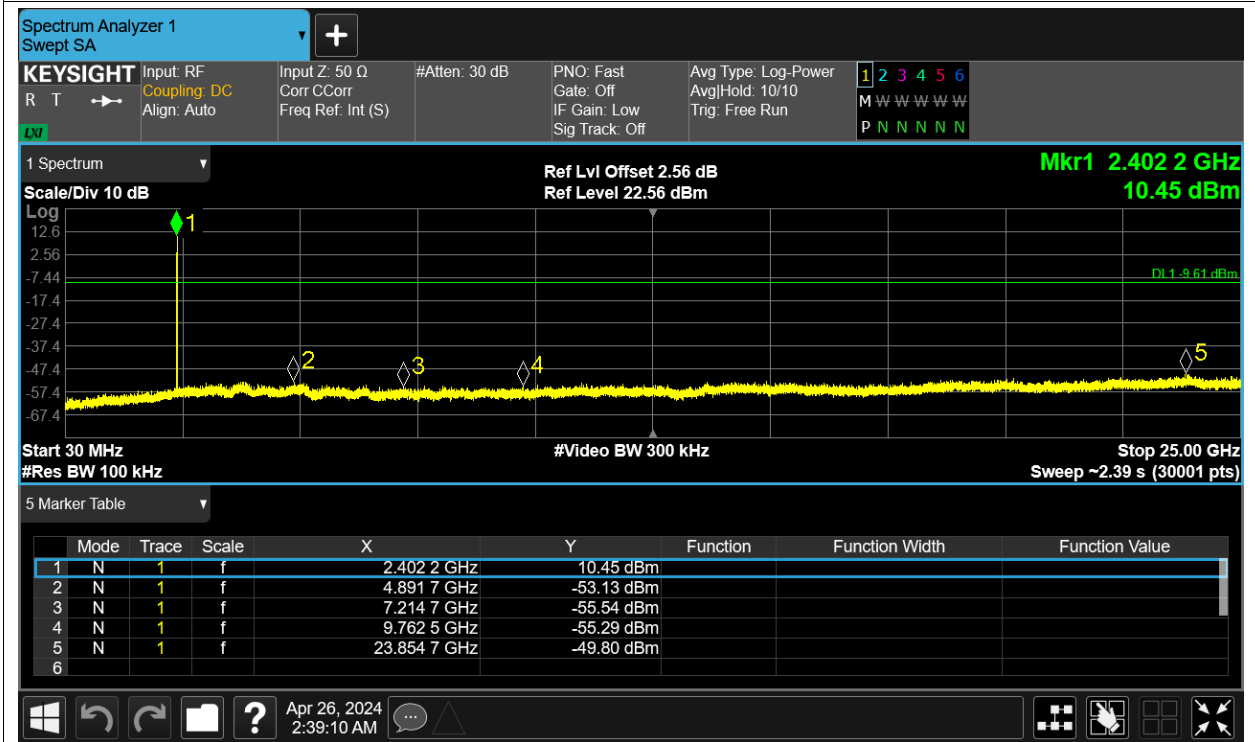 Spectrum Analyzer 1
Swept SA
KEYSIGHT
R T
LXI
Input: RF
Coupling: DC
Align: Auto
Input Z: 50 Ω
Corr CCorr
Freq Ref: Int (S)
#Atten: 30 dB
PNO: Fast
Gate: Off
IF Gain: Low
Sig Track: Off
Avg Type: Log-Power
Avg|Hold: 10/10
Trig: Free Run
1 2 3 4 5 6
M W W W W W
P N N N N N
1 Spectrum
Scale/Div 10 dB
Ref Lvl Offset 2.56 dB
Ref Level 22.56 dBm
Mkr1 2.402 2 GHz
10.45 dBm
Log
12.6
2.56
-7.44
-17.4
-27.4
-37.4
-47.4
-57.4
-67.4
1
2
3
4
5
DL1 -9.61 dBm
Start 30 MHz
#Res BW 100 kHz
#Video BW 300 kHz
Stop 25.00 GHz
Sweep ~2.39 s (30001 pts)
5 Marker Table
Mode Trace Scale X Y Function Function Width Function Value
1 N 1 f 2.402 2 GHz 10.45 dBm
2 N 1 f 4.891 7 GHz -53.13 dBm
3 N 1 f 7.214 7 GHz -55.54 dBm
4 N 1 f 9.762 5 GHz -55.29 dBm
5 N 1 f 23.854 7 GHz -49.80 dBm
6
?
Apr 26, 2024
2:39:10 AM